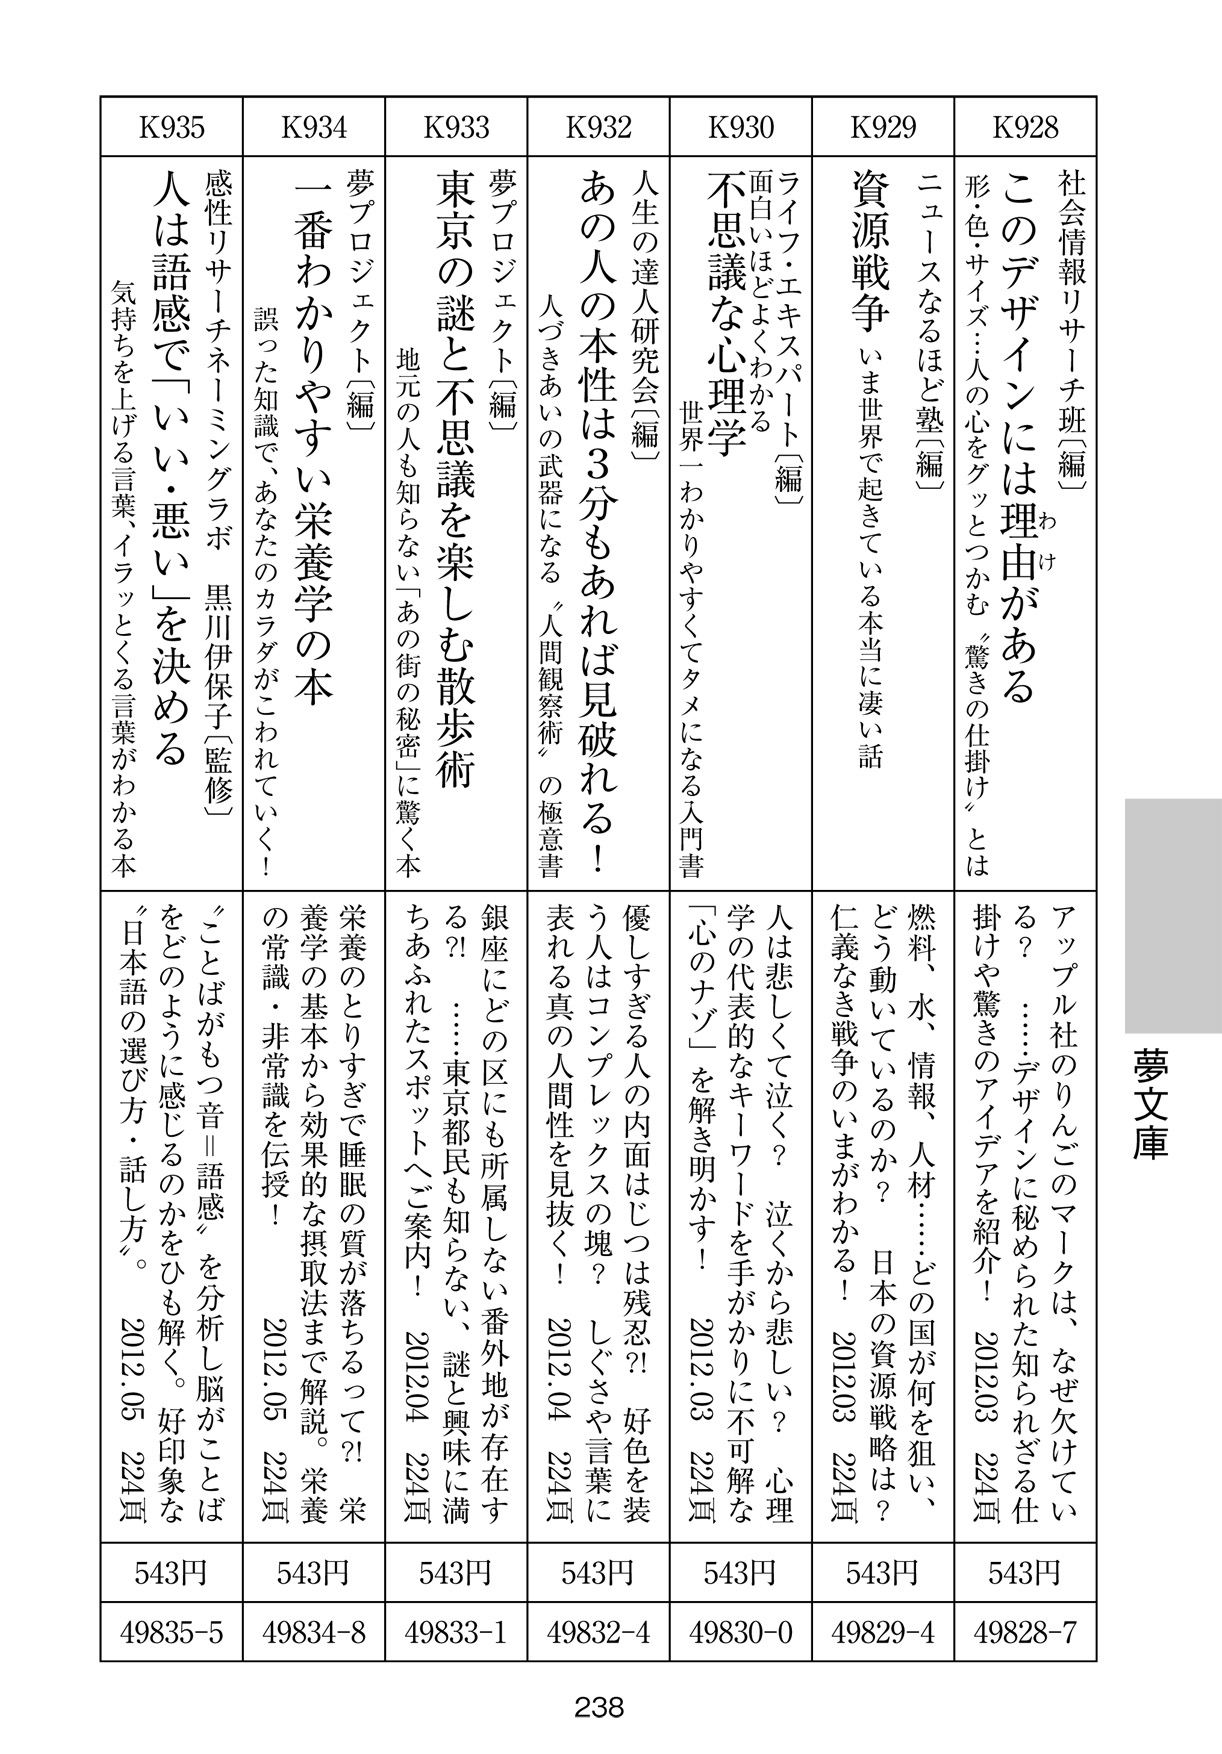 K928
社会情報リサーチ班〔編〕
このデザインには理由がある
わけ
形・色・サイズ…人の心をグッとつかむ〝驚きの仕掛け〟とは
アップル社のりんごのマークは、なぜ欠けてい
る？　……デザインに秘められた知られざる仕
掛けや驚きのアイデアを紹介！　2012.03　224頁
543円
49828-7
K929
ニュースなるほど塾〔編〕
資源戦争 いま世界で起きている本当に凄い話
燃料、水、情報、人材……どの国が何を狙い、
どう動いているのか？　日本の資源戦略は？
仁義なき戦争のいまがわかる！　2012.03　224頁
543円
49829-4
K930
ライフ・エキスパート〔編〕
面白いほどよくわかる
不思議な心理学
世界一わかりやすくてタメになる入門書
人は悲しくて泣く？　泣くから悲しい？　心理
学の代表的なキーワードを手がかりに不可解な
「心のナゾ」を解き明かす！　2012.03　224頁
543円
49830-0
K932
人生の達人研究会〔編〕
あの人の本性は3分もあれば見破れる！
人づきあいの武器になる〝人間観察術〟の極意書
優しすぎる人の内面はじつは残忍?!　好色を装
う人はコンプレックスの塊？　しぐさや言葉に
表れる真の人間性を見抜く！　2012.04　224頁
543円
49832-4
K933
夢プロジェクト〔編〕
東京の謎と不思議を楽しむ散歩術
地元の人も知らない「あの街の秘密」に驚く本
銀座にどの区にも所属しない番外地が存在す
る?!　……東京都民も知らない、謎と興味に満
ちあふれたスポットへご案内！　2012.04　224頁
543円
49833-1
K934
夢プロジェクト〔編〕
一番わかりやすい栄養学の本
誤った知識で、あなたのカラダがこわれていく！
栄養のとりすぎで睡眠の質が落ちるって?!　栄
養学の基本から効果的な摂取法まで解説。栄養
の常識・非常識を伝授！　2012.05　224頁
543円
49834-8
K935
感性リサーチネーミングラボ　黒川伊保子〔監修〕
人は語感で「いい・悪い」を決める
気持ちを上げる言葉、イラッとくる言葉がわかる本
〝ことばがもつ音＝語感〟を分析し脳がことば
をどのように感じるのかをひも解く。好印象な
〝日本語の選び方・話し方〟。　2012.05　224頁
543円
49835-5
夢文庫
238